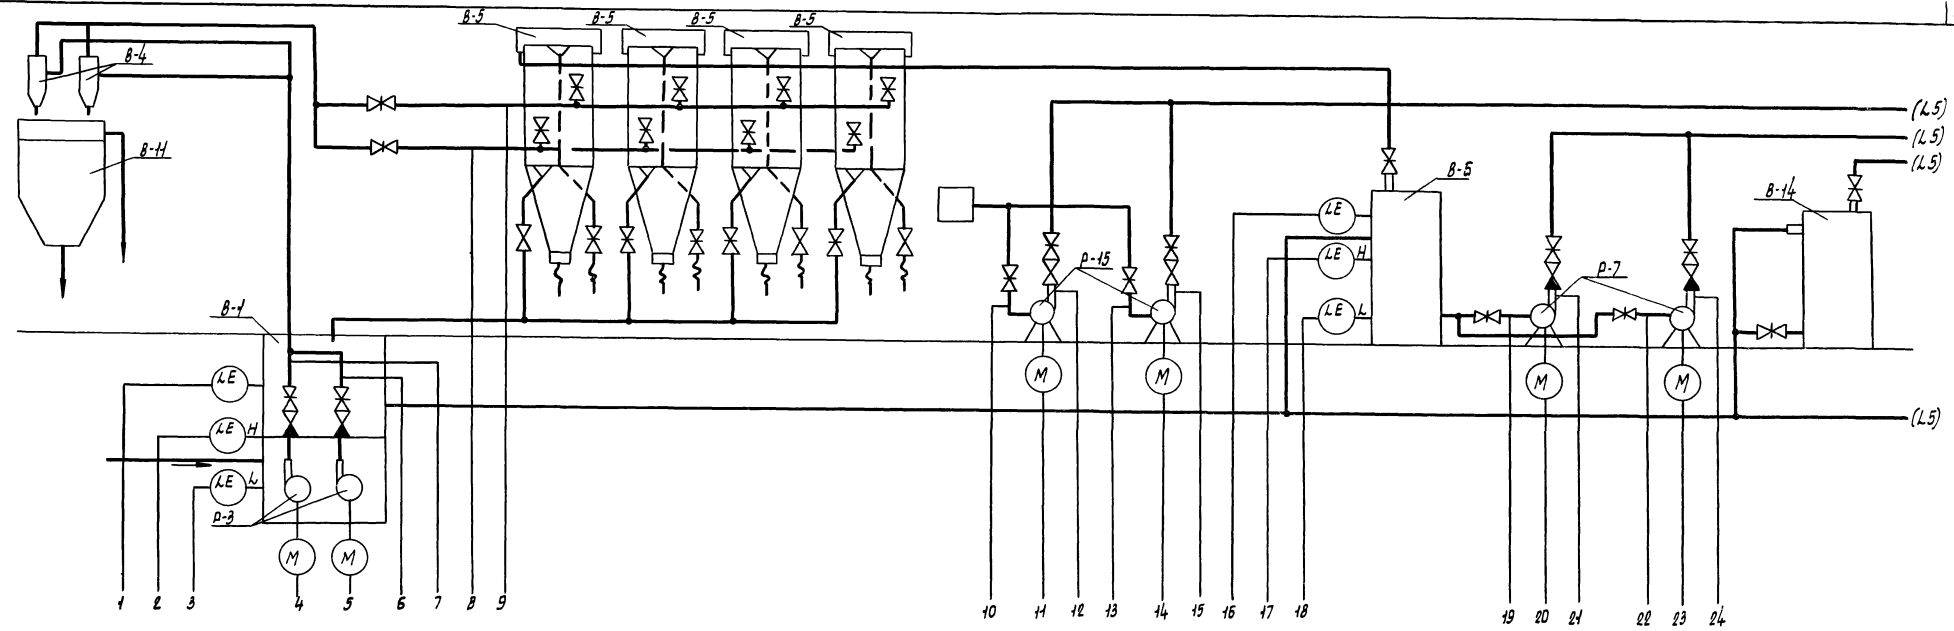 В-5 В-5 В-5 В-5
В-4
(L5)
(L5)
(L5)
В-11
В-14
LE
LE H
LE L
Р-15
Р-7
В-1
М М М М
LE
LE H
LE L
(L5)
Р-3
М М
1 2 3 4 5 6 7 8 9 10 11 12 13 14 15 16 17 18 19 20 21 22 23 24